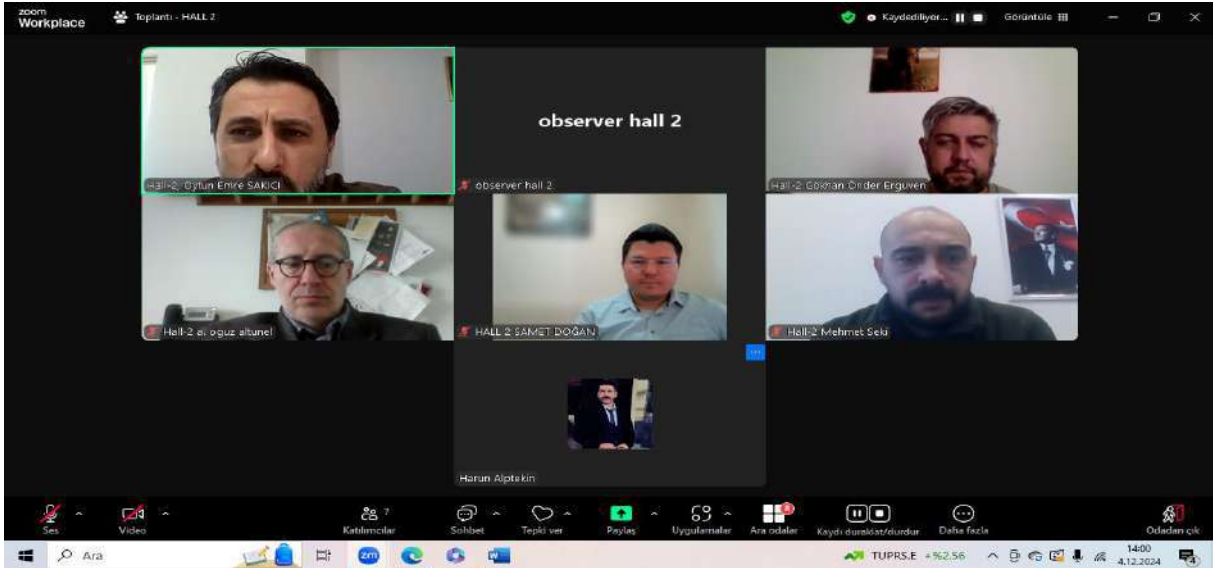 zoom
Workplace
Toplantı - HALL 2
Kaydediliyor...
Görüntüle
observer hall 2
Hall-2, Oytun Emre SAKICI
observer hall 2
Hall-2 Gökhan Önder Ergüven
Hall-2 a. oguz altunel
HALL 2 SAMET DOĞAN
Hall-2 Mehmet Seki
Harun Alptekin
Ses
Video
7
Katılımcılar
Sohbet
Tepki ver
Paylaş
Uygulamalar
Ara odalar
Kaydı duraklat/durdur
Daha fazla
Odadan çık
Ara
zm
TUPRS.E +%2.56
14:00
4.12.2024